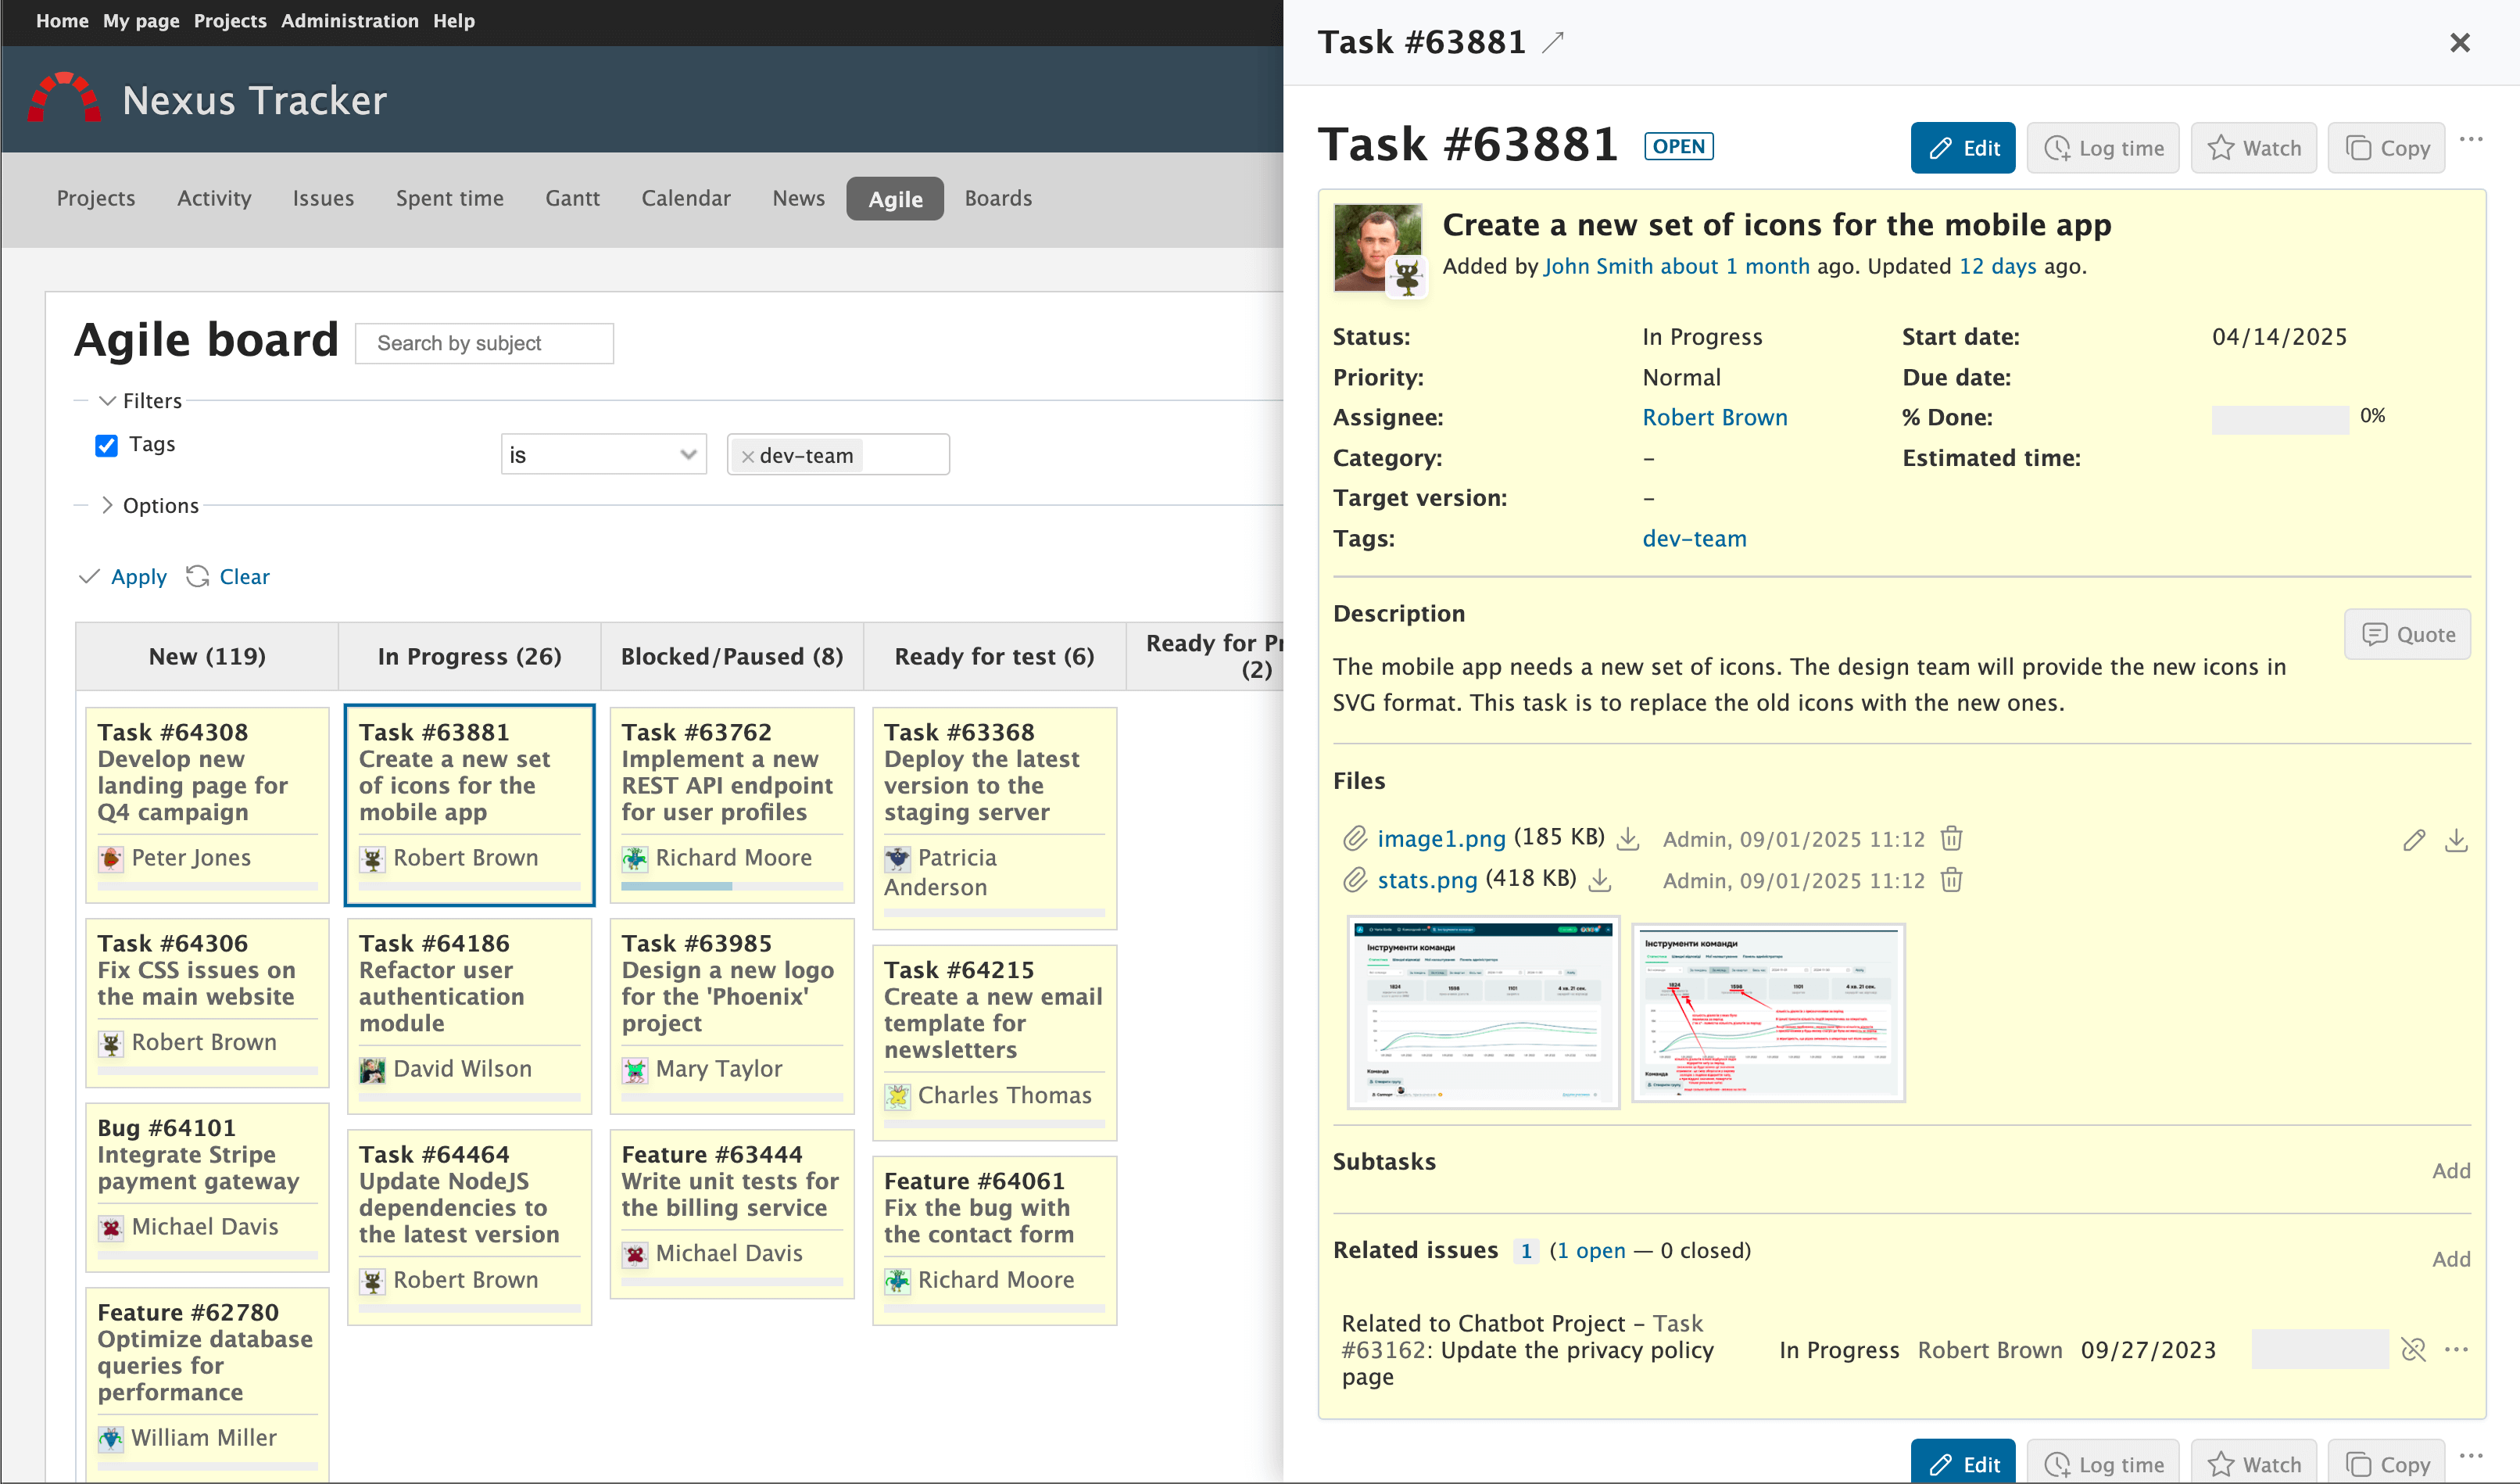 Home My page Projects Administration Help
Nexus Tracker
Projects Activity Issues Spent time Gantt Calendar News Agile Boards
Agile board Search by subject
Filters
Tags is dev-team
Options
Apply Clear
New (119) In Progress (26) Blocked/Paused (8) Ready for test (6) Ready for
(2)
Task #64308
Develop new
landing page for
Q4 campaign
Peter Jones
Task #64306
Fix CSS issues on
the main website
Robert Brown
Bug #64101
Integrate Stripe
payment gateway
Michael Davis
Feature #62780
Optimize database
queries for
performance
William Miller
Task #63881
Create a new set
of icons for the
mobile app
Robert Brown
Task #64186
Refactor user
authentication
module
David Wilson
Task #64464
Update NodeJS
dependencies to
the latest version
Robert Brown
Task #63762
Implement a new
REST API endpoint
for user profiles
Richard Moore
Task #63985
Design a new logo
for the 'Phoenix'
project
Mary Taylor
Feature #63444
Write unit tests for
the billing service
Michael Davis
Task #63368
Deploy the latest
version to the
staging server
Patricia
Anderson
Task #64215
Create a new email
template for
newsletters
Charles Thomas
Feature #64061
Fix the bug with
the contact form
Richard Moore
Task #63881
Task #63881 OPEN Edit Log time Watch Copy
Create a new set of icons for the mobile app
Added by John Smith about 1 month ago. Updated 12 days ago.
Status: In Progress Start date: 04/14/2025
Priority: Normal Due date:
Assignee: Robert Brown % Done: 0%
Category: - Estimated time:
Target version: -
Tags: dev-team
Description
Quote
The mobile app needs a new set of icons. The design team will provide the new icons in
SVG format. This task is to replace the old icons with the new ones.
Files
image1.png (185 KB) Admin, 09/01/2025 11:12
stats.png (418 KB) Admin, 09/01/2025 11:12
Інструменти команди
1824 1598 1101 4 хв. 21 сек.
Команда
Інструменти команди
1824 1598 1101 4 хв. 21 сек.
Команда
Subtasks
Add
Related issues 1 (1 open — 0 closed)
Add
Related to Chatbot Project - Task
#63162: Update the privacy policy
page
In Progress Robert Brown 09/27/2023
Edit Log time Watch Copy